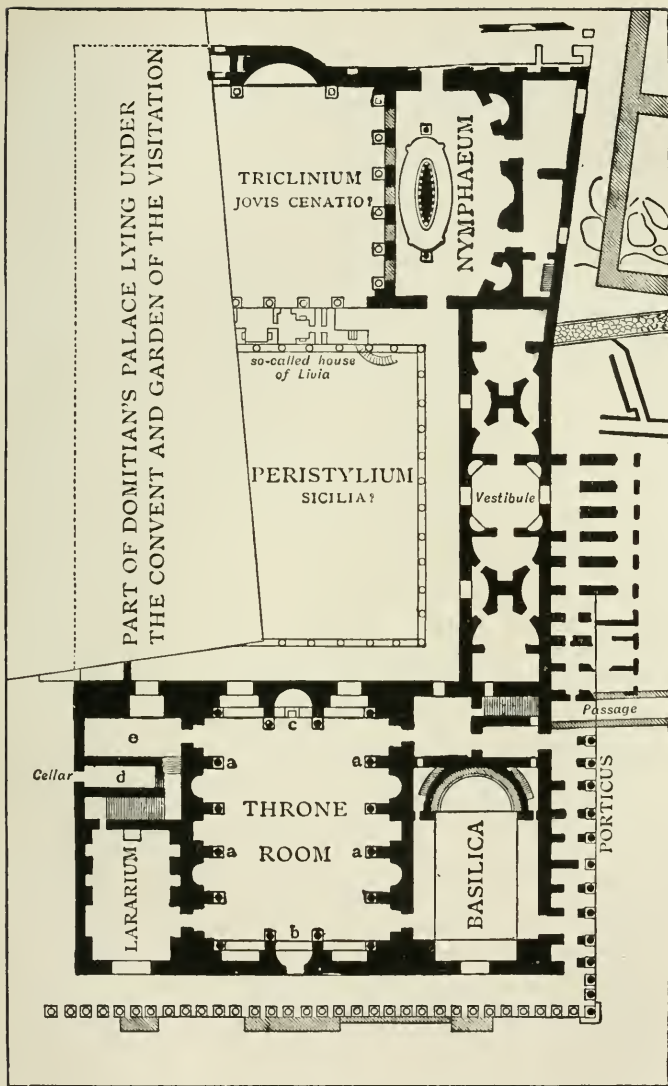 PART OF DOMITIAN'S PALACE LYING UNDER
THE CONVENT AND GARDEN OF THE VISITATION
TRICLINIUM
JOVIS CENATIO?
NYMPHAEUM
so-called house
of Livia
PERISTYLIUM
SICILIA?
Vestibule
Passage
PORTICUS
e
c
Cellar
d
a
a
THRONE
ROOM
a
a
b
LARARIUM
BASILICA